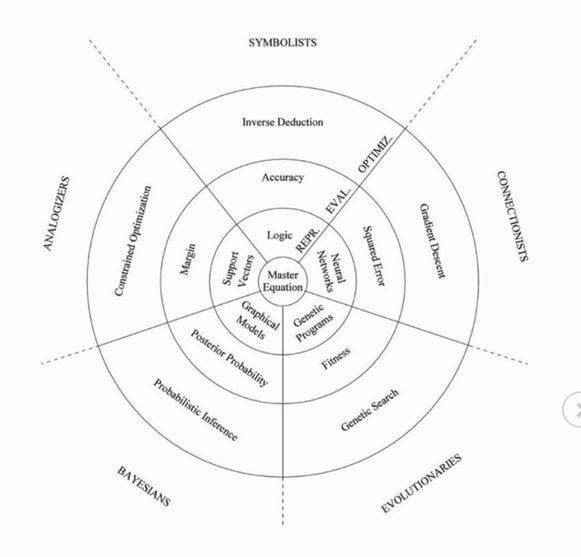 SYMBOLISTS
Inverse Deduction
OPTIMIZ.
Accuracy
EVAL.
Logic
REPR.
ANALOGIZERS
Constrained Optimization
Margin
Support
Vectors
Master
Equation
Neural
Networks
Squared Error
Gradient Descent
CONNECTIONISTS
Graphical
Models
Genetic
Programs
Posterior Probability
Fitness
Probabilistic Inference
Genetic Search
BAYESIANS
EVOLUTIONARIES